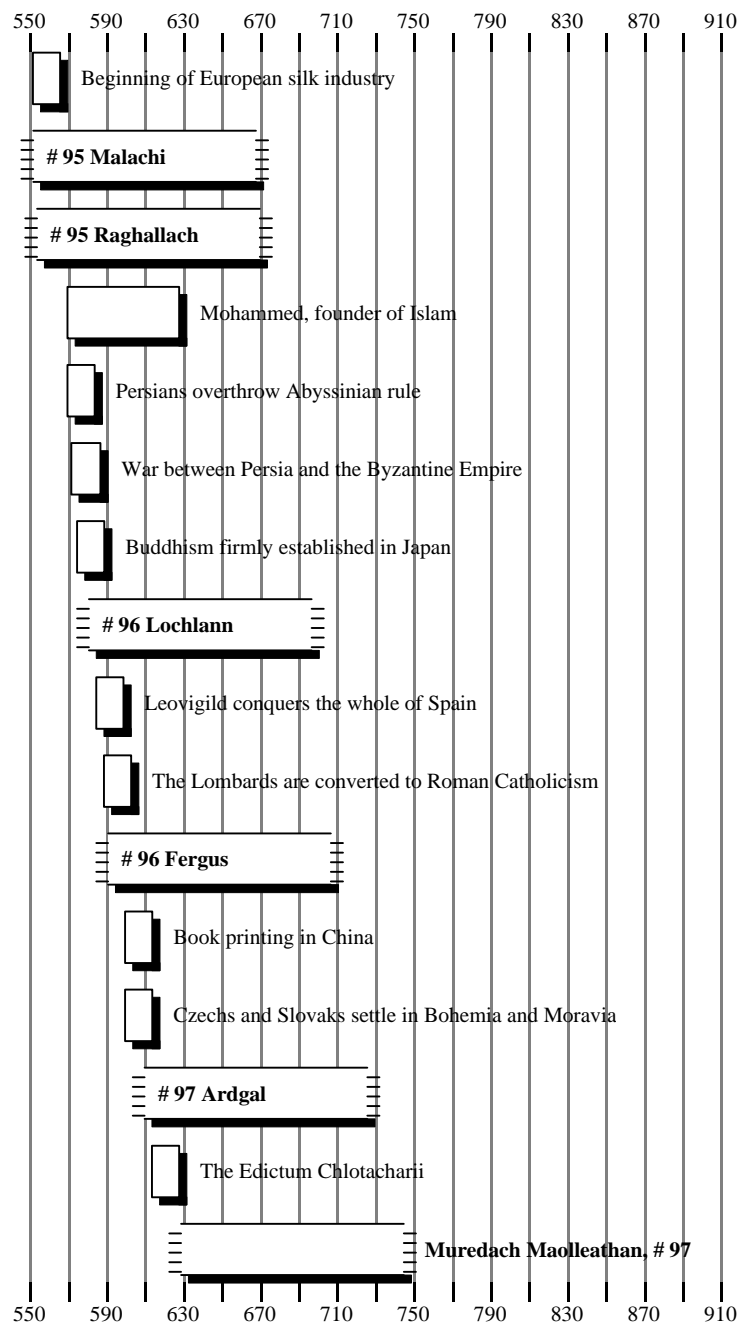 550 590 630 670 710 750 790 830 870 910
Beginning of European silk industry
# 95 Malachi
# 95 Raghallach
Mohammed, founder of Islam
Persians overthrow Abyssinian rule
War between Persia and the Byzantine Empire
Buddhism firmly established in Japan
# 96 Lochlann
Leovigild conquers the whole of Spain
The Lombards are converted to Roman Catholicism
# 96 Fergus
Book printing in China
Czechs and Slovaks settle in Bohemia and Moravia
# 97 Ardgal
The Edictum Chlotacharii
Muredach Maolleathan, # 97
550 590 630 670 710 750 790 830 870 910